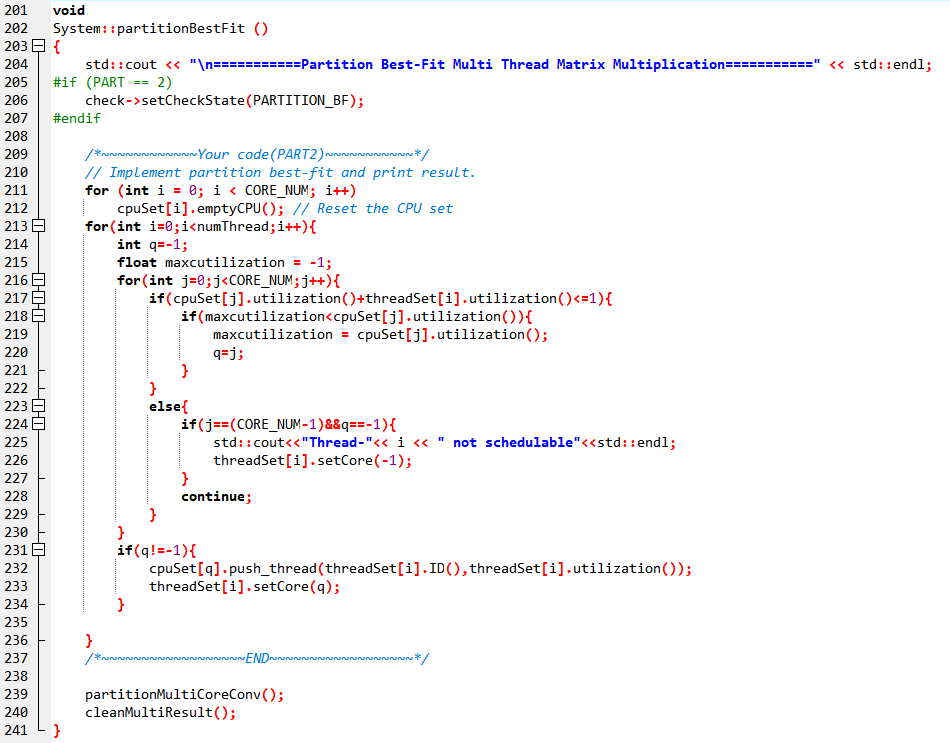 201 void
202 System::partitionBestFit ()
203 {
204     std::cout << "\n===========Partition Best-Fit Multi Thread Matrix Multiplication===========" << std::endl;
205 #if (PART == 2)
206     check->setCheckState(PARTITION_BF);
207 #endif
208
209     /*~~~~~~~~~~~~Your code(PART2)~~~~~~~~~~~*/
210     // Implement partition best-fit and print result.
211     for (int i = 0; i < CORE_NUM; i++)
212         cpuSet[i].emptyCPU(); // Reset the CPU set
213     for(int i=0;i<numThread;i++){
214         int q=-1;
215         float maxcutilization = -1;
216         for(int j=0;j<CORE_NUM;j++){
217             if(cpuSet[j].utilization()+threadSet[i].utilization()<=1){
218                 if(maxcutilization<cpuSet[j].utilization()){
219                     maxcutilization = cpuSet[j].utilization();
220                     q=j;
221                 }
222             }
223             else{
224                 if(j==(CORE_NUM-1)&&q==-1){
225                     std::cout<<"Thread-"<< i << " not schedulable"<<std::endl;
226                     threadSet[i].setCore(-1);
227                 }
228                 continue;
229             }
230         }
231         if(q!=-1){
232             cpuSet[q].push_thread(threadSet[i].ID(),threadSet[i].utilization());
233             threadSet[i].setCore(q);
234         }
235
236     }
237     /*~~~~~~~~~~~~~~~~~~END~~~~~~~~~~~~~~~~~~*/
238
239     partitionMultiCoreConv();
240     cleanMultiResult();
241 }